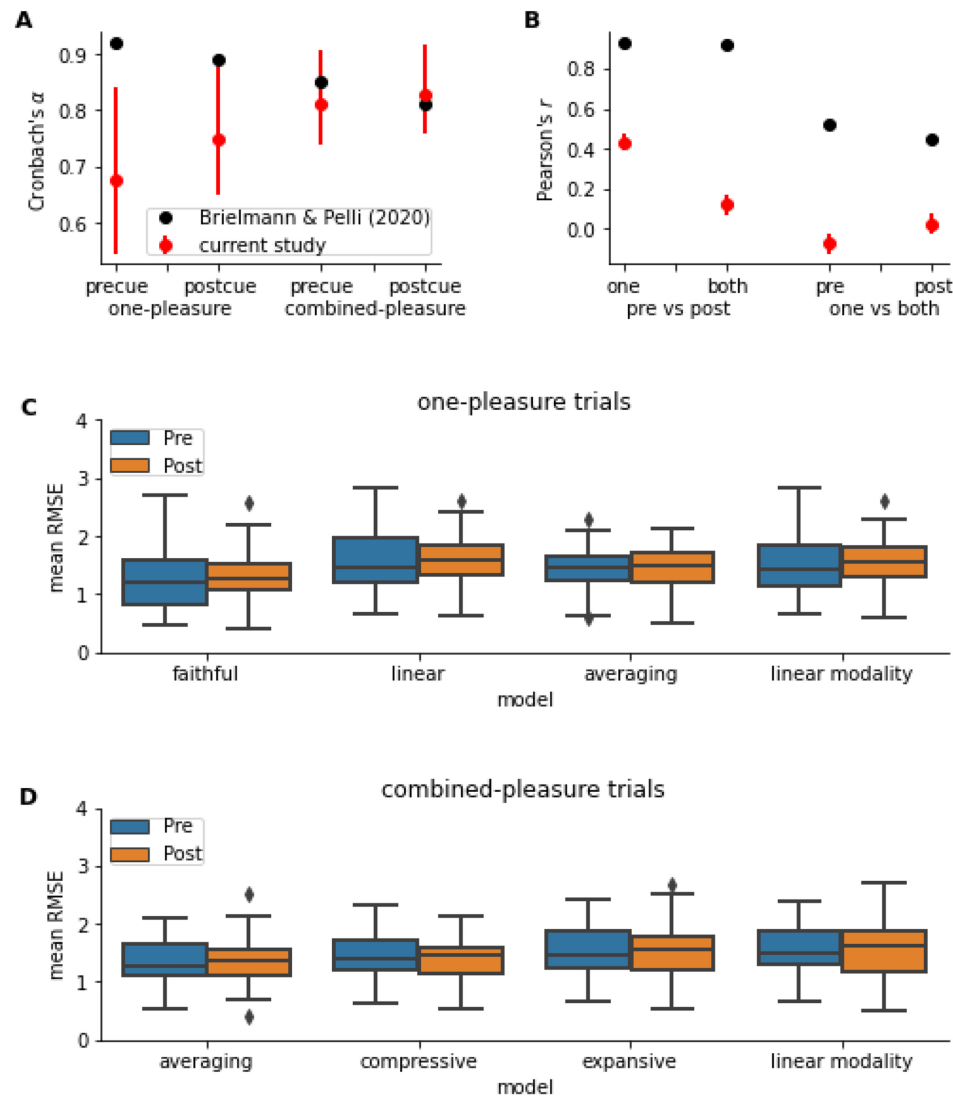 A
B
0.9
0.8
0.7
0.6
Cronbach's α
Brielmann & Pelli (2020)
current study
precue postcue precue postcue
one-pleasure combined-pleasure
0.8
0.6
0.4
0.2
0.0
Pearson's r
one both pre post
pre vs post one vs both
C
one-pleasure trials
4
3
2
1
0
mean RMSE
Pre
Post
faithful linear averaging linear modality
model
D
combined-pleasure trials
4
3
2
1
0
mean RMSE
Pre
Post
averaging compressive expansive linear modality
model